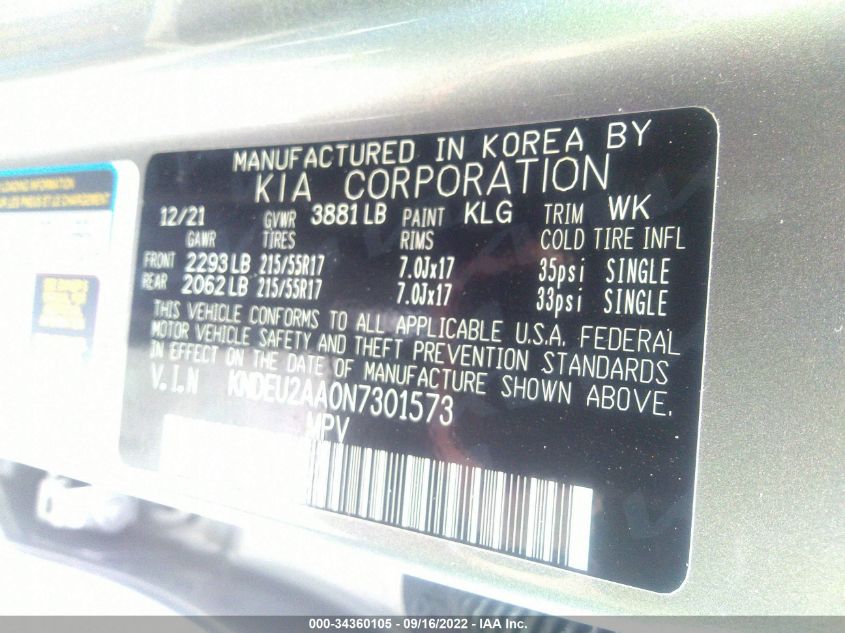 LOADING INFORMATION
MANUFACTURED IN KOREA BY
KIA CORPORATION
12/21 GVWR 3881 LB PAINT KLG TRIM WK
GAWR TIRES RIMS COLD TIRE INFL
FRONT 2293 LB 215/55R17 7.0Jx17 35psi SINGLE
REAR 2062 LB 215/55R17 7.0Jx17 33psi SINGLE
THIS VEHICLE CONFORMS TO ALL APPLICABLE U.S.A. FEDERAL
MOTOR VEHICLE SAFETY AND THEFT PREVENTION STANDARDS
IN EFFECT ON THE DATE OF MANUFACTURE SHOWN ABOVE.
V.I.N KNDEU2AA0N7301573
MPV
000-34360105 - 09/16/2022 - IAA Inc.